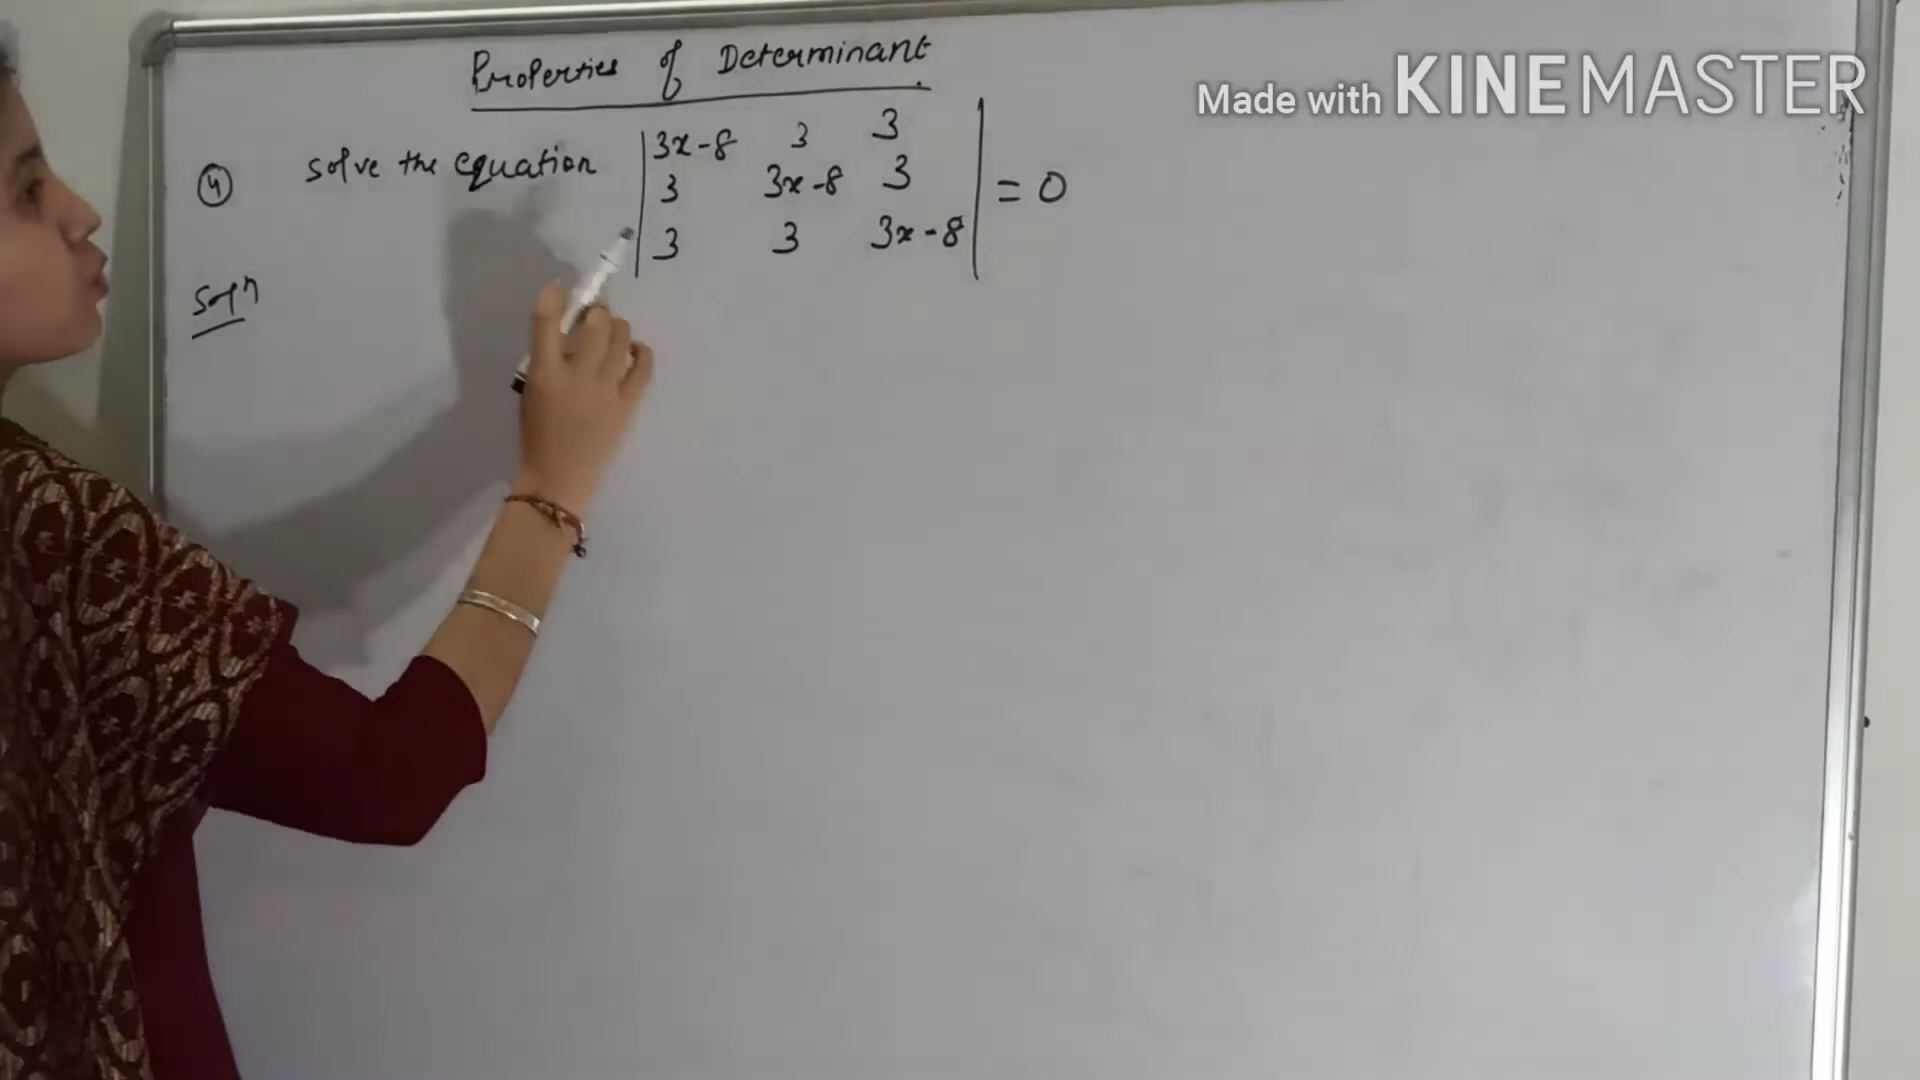 Made with KINEMASTER
Properties of Determinant
④ solve the equation | 3x-8 3 3 |
| 3 3x-8 3 | = 0
| 3 3 3x-8 |
Solⁿ